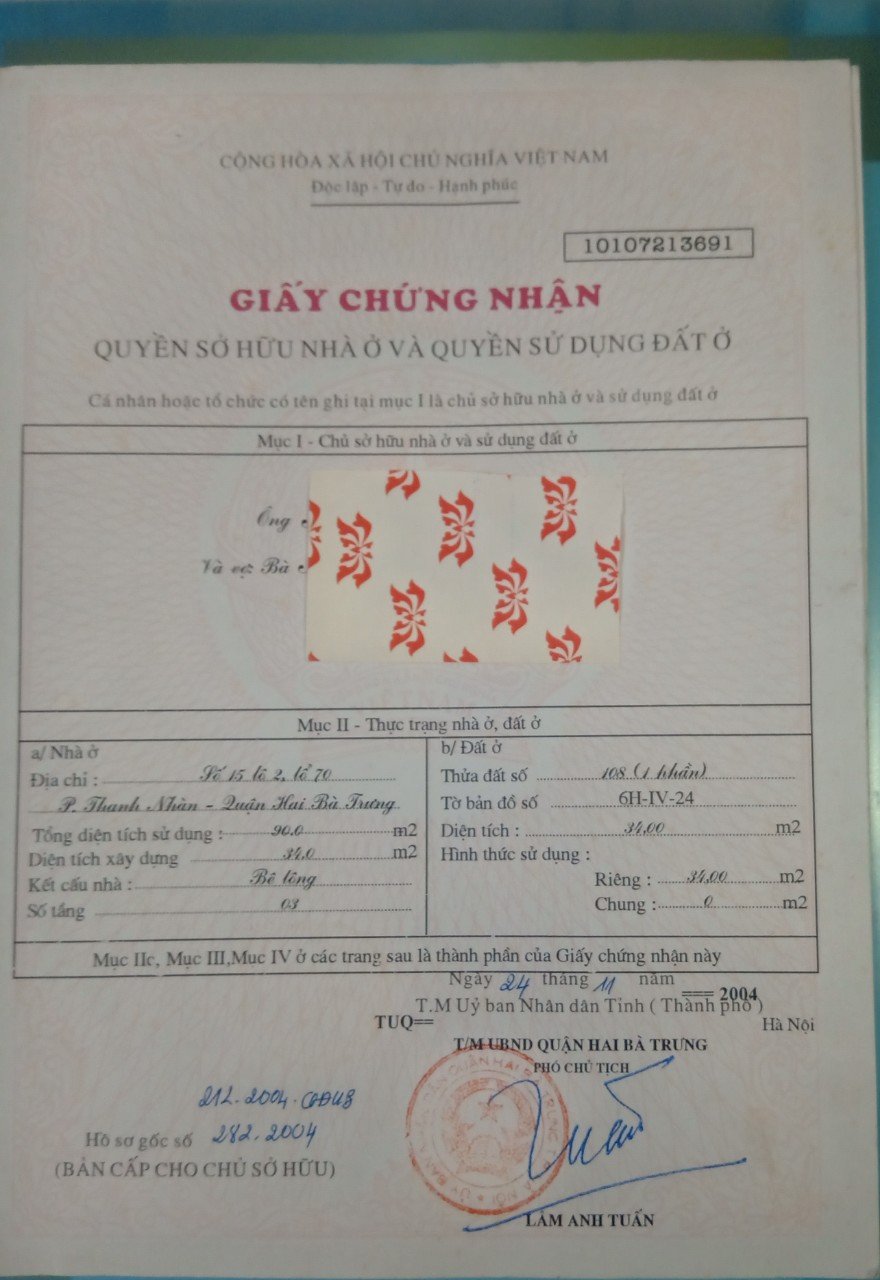 CỘNG HÒA XÃ HỘI CHỦ NGHĨA VIỆT NAM
Độc lập - Tự do - Hạnh phúc
10107213691
GIẤY CHỨNG NHẬN
QUYỀN SỞ HỮU NHÀ Ở VÀ QUYỀN SỬ DỤNG ĐẤT Ở
Cá nhân hoặc tổ chức có tên ghi tại mục I là chủ sở hữu nhà ở và sử dụng đất ở
Mục I - Chủ sở hữu nhà ở và sử dụng đất ở
Ông
Và vợ: Bà
Mục II - Thực trạng nhà ở, đất ở
a/ Nhà ở
Địa chỉ : Số 15 lô 2, tổ 70
P. Thanh Nhàn - Quận Hai Bà Trưng
Tổng diện tích sử dụng : 90.0 m2
Diện tích xây dựng 34.0 m2
Kết cấu nhà : Bê tông
Số tầng 03
b/ Đất ở
Thửa đất số 108 (1 phần)
Tờ bản đồ số 6H-IV-24
Diện tích : 34,00 m2
Hình thức sử dụng :
Riêng : 34,00 m2
Chung : 0 m2
Mục IIc, Mục III,Mục IV ở các trang sau là thành phần của Giấy chứng nhận này
Ngày 24 tháng 11 năm === 2004
T.M Uỷ ban Nhân dân Tỉnh ( Thành phố )
TUQ== Hà Nội
T/M UBND QUẬN HAI BÀ TRƯNG
PHÓ CHỦ TỊCH
212.2004.QĐUB
Hồ sơ gốc số 282.2004
(BẢN CẤP CHO CHỦ SỞ HỮU)
LÂM ANH TUẤN